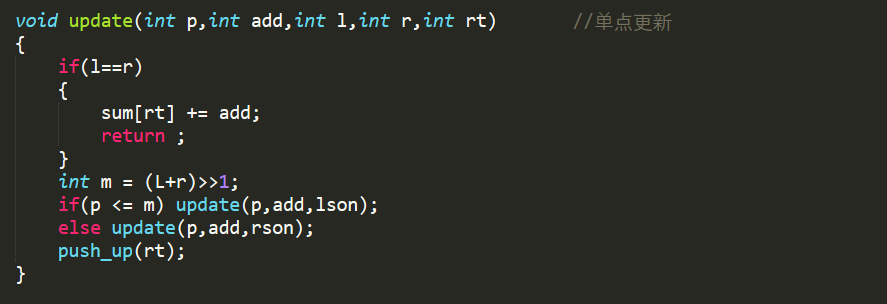 void update(int p,int add,int l,int r,int rt)        //单点更新
{
    if(l==r)
    {
        sum[rt] += add;
        return ;
    }
    int m = (L+r)>>1;
    if(p <= m) update(p,add,lson);
    else update(p,add,rson);
    push_up(rt);
}